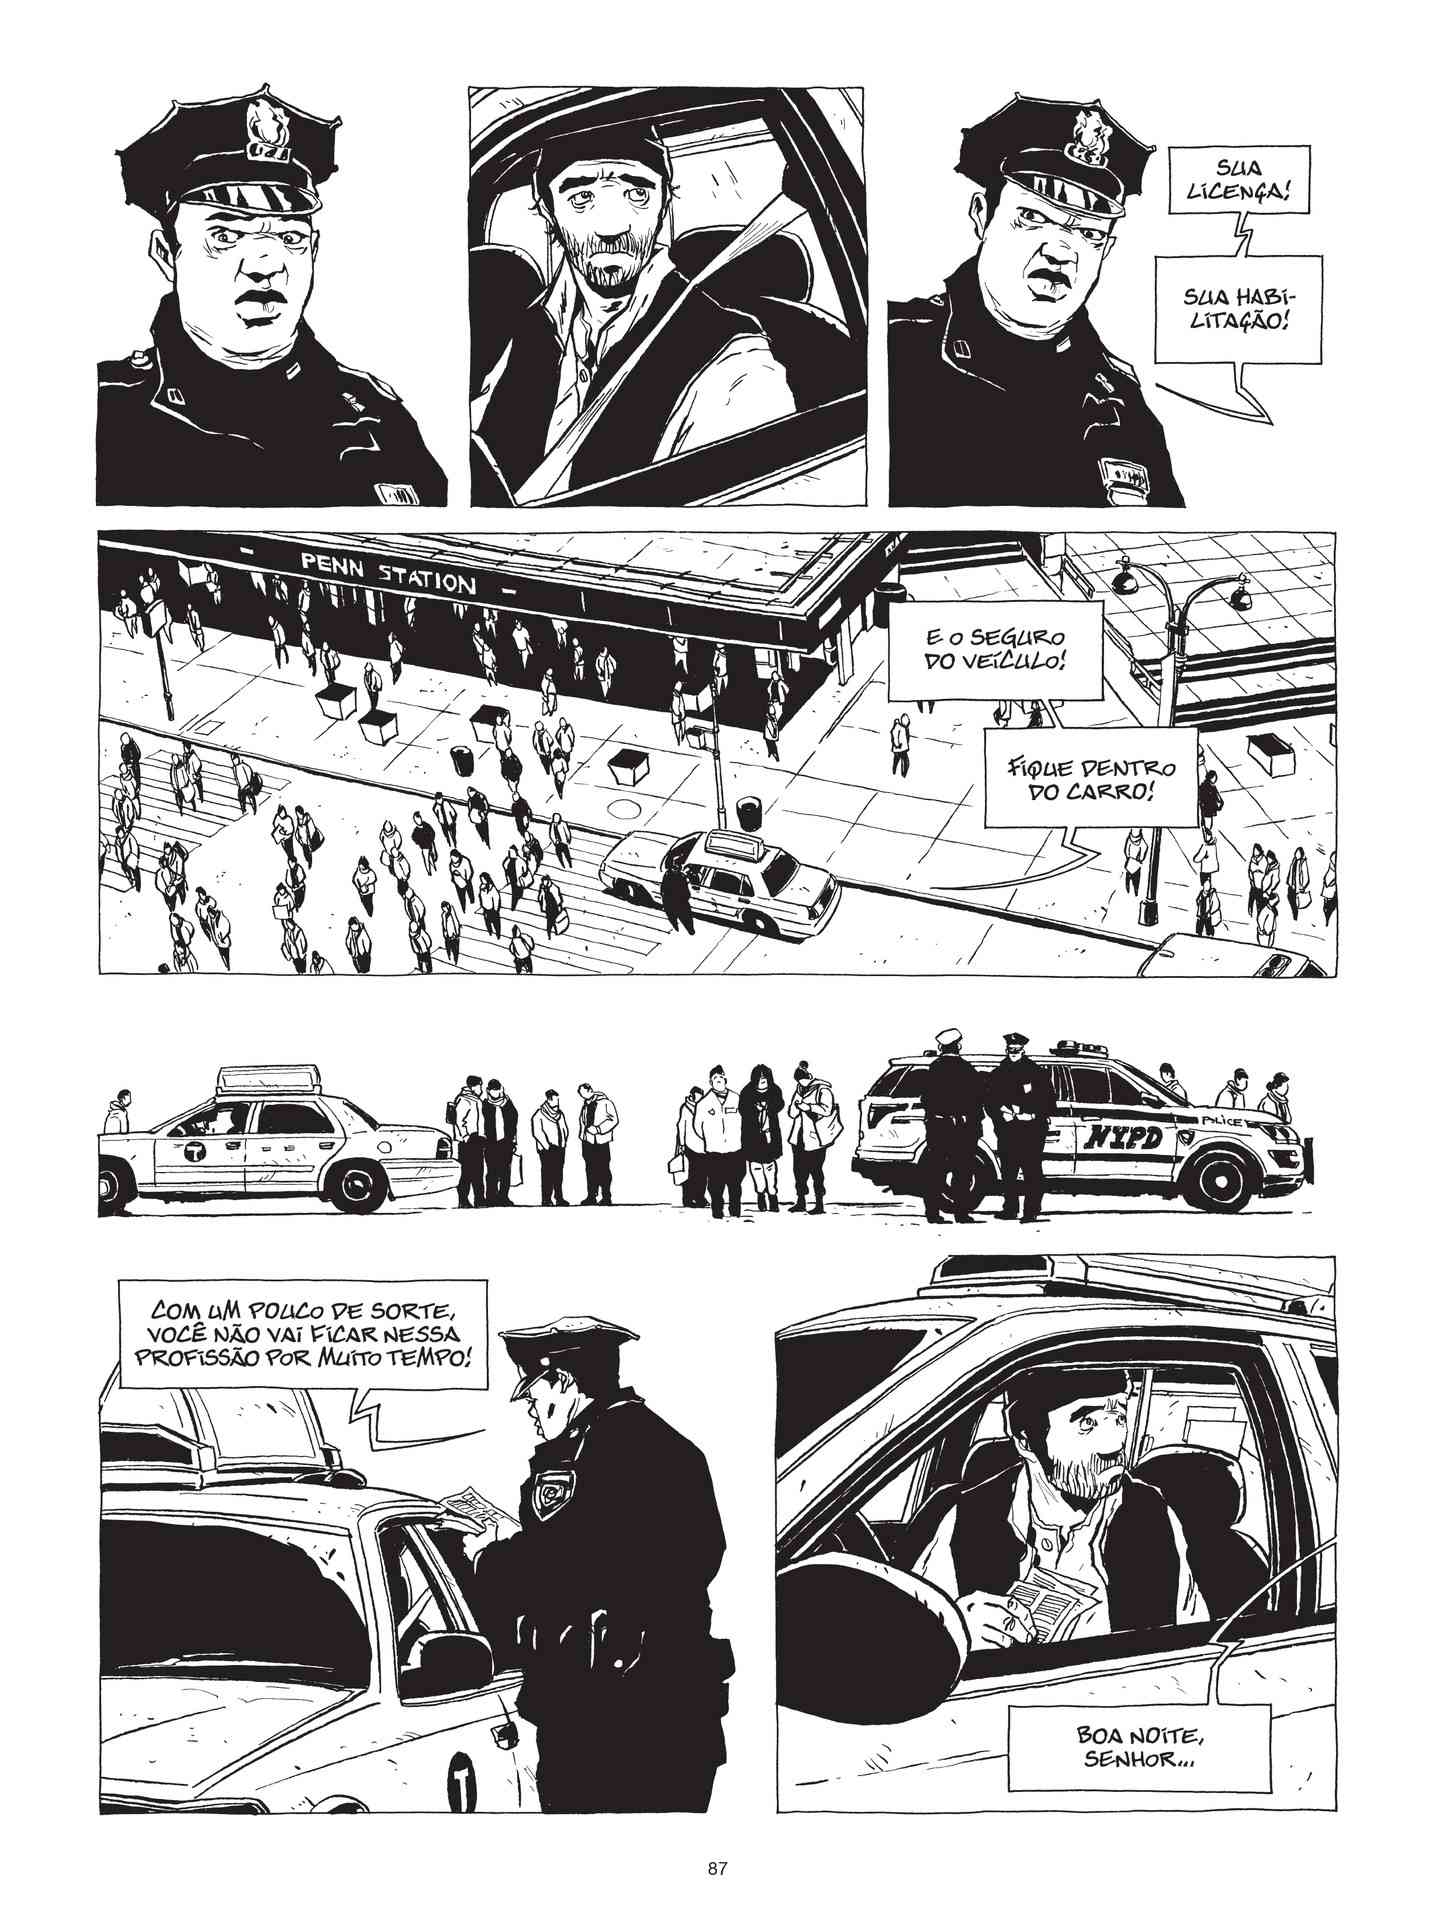 SUA
LICENÇA!
SUA HABI-
LITAÇÃO!
PENN STATION
E O SEGURO
DO VEÍCULO!
FIQUE DENTRO
DO CARRO!
T
NYPD
POLICE
COM UM POUCO DE SORTE,
VOCÊ NÃO VAI FICAR NESSA
PROFISSÃO POR MUITO TEMPO!
T
BOA NOITE,
SENHOR...
87